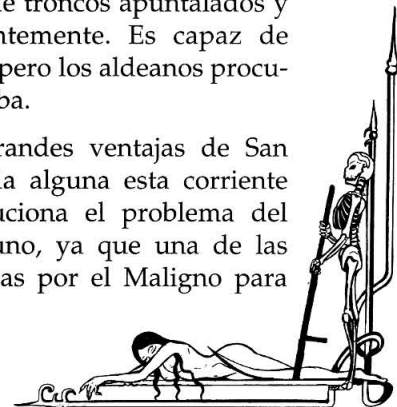 de troncos apuntalados y
ntemente. Es capaz de
pero los aldeanos procu-
ba.
randes ventajas de San
a alguna esta corriente
uciona el problema del
uno, ya que una de las
as por el Maligno para